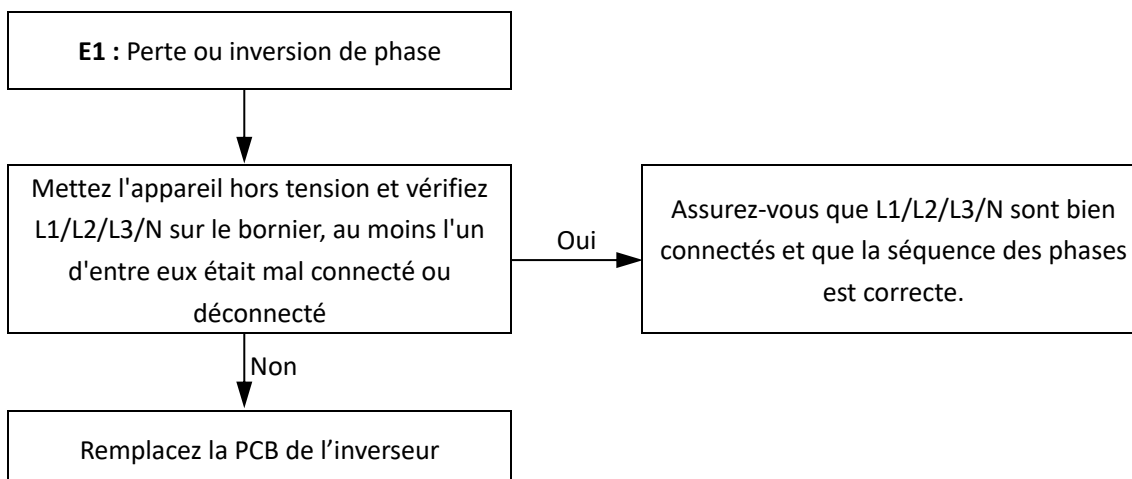 E1 : Perte ou inversion de phase
Mettez l'appareil hors tension et vérifiez
L1/L2/L3/N sur le bornier, au moins l'un
d'entre eux était mal connecté ou
déconnecté
Oui
Assurez-vous que L1/L2/L3/N sont bien
connectés et que la séquence des phases
est correcte.
Non
Remplacez la PCB de l’inverseur